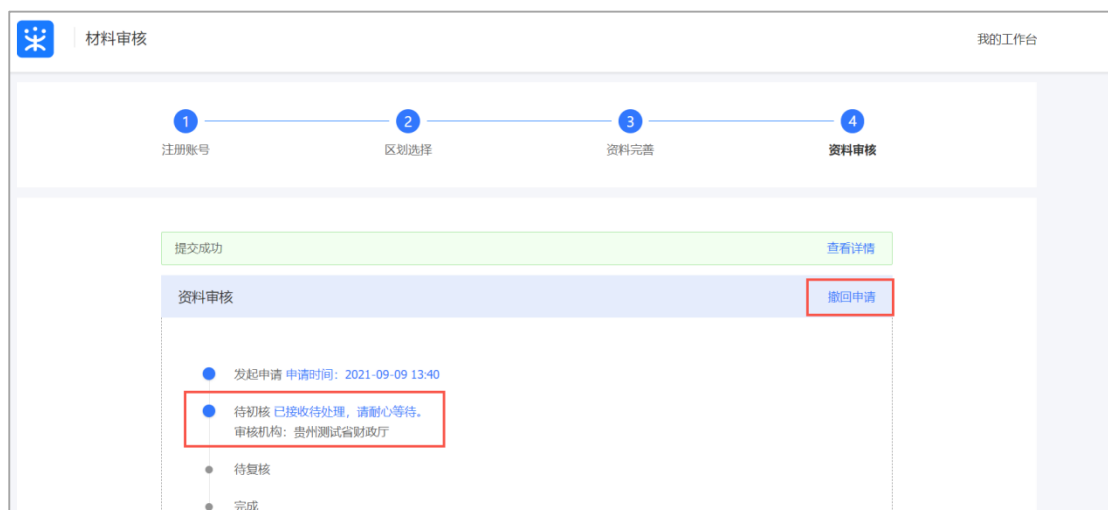 材料审核
我的工作台
1
2
3
4
注册账号
区划选择
资料完善
资料审核
提交成功
查看详情
资料审核
撤回申请
发起申请 申请时间：2021-09-09 13:40
待初核 已接收待处理，请耐心等待。
审核机构：贵州测试省财政厅
待复核
完成